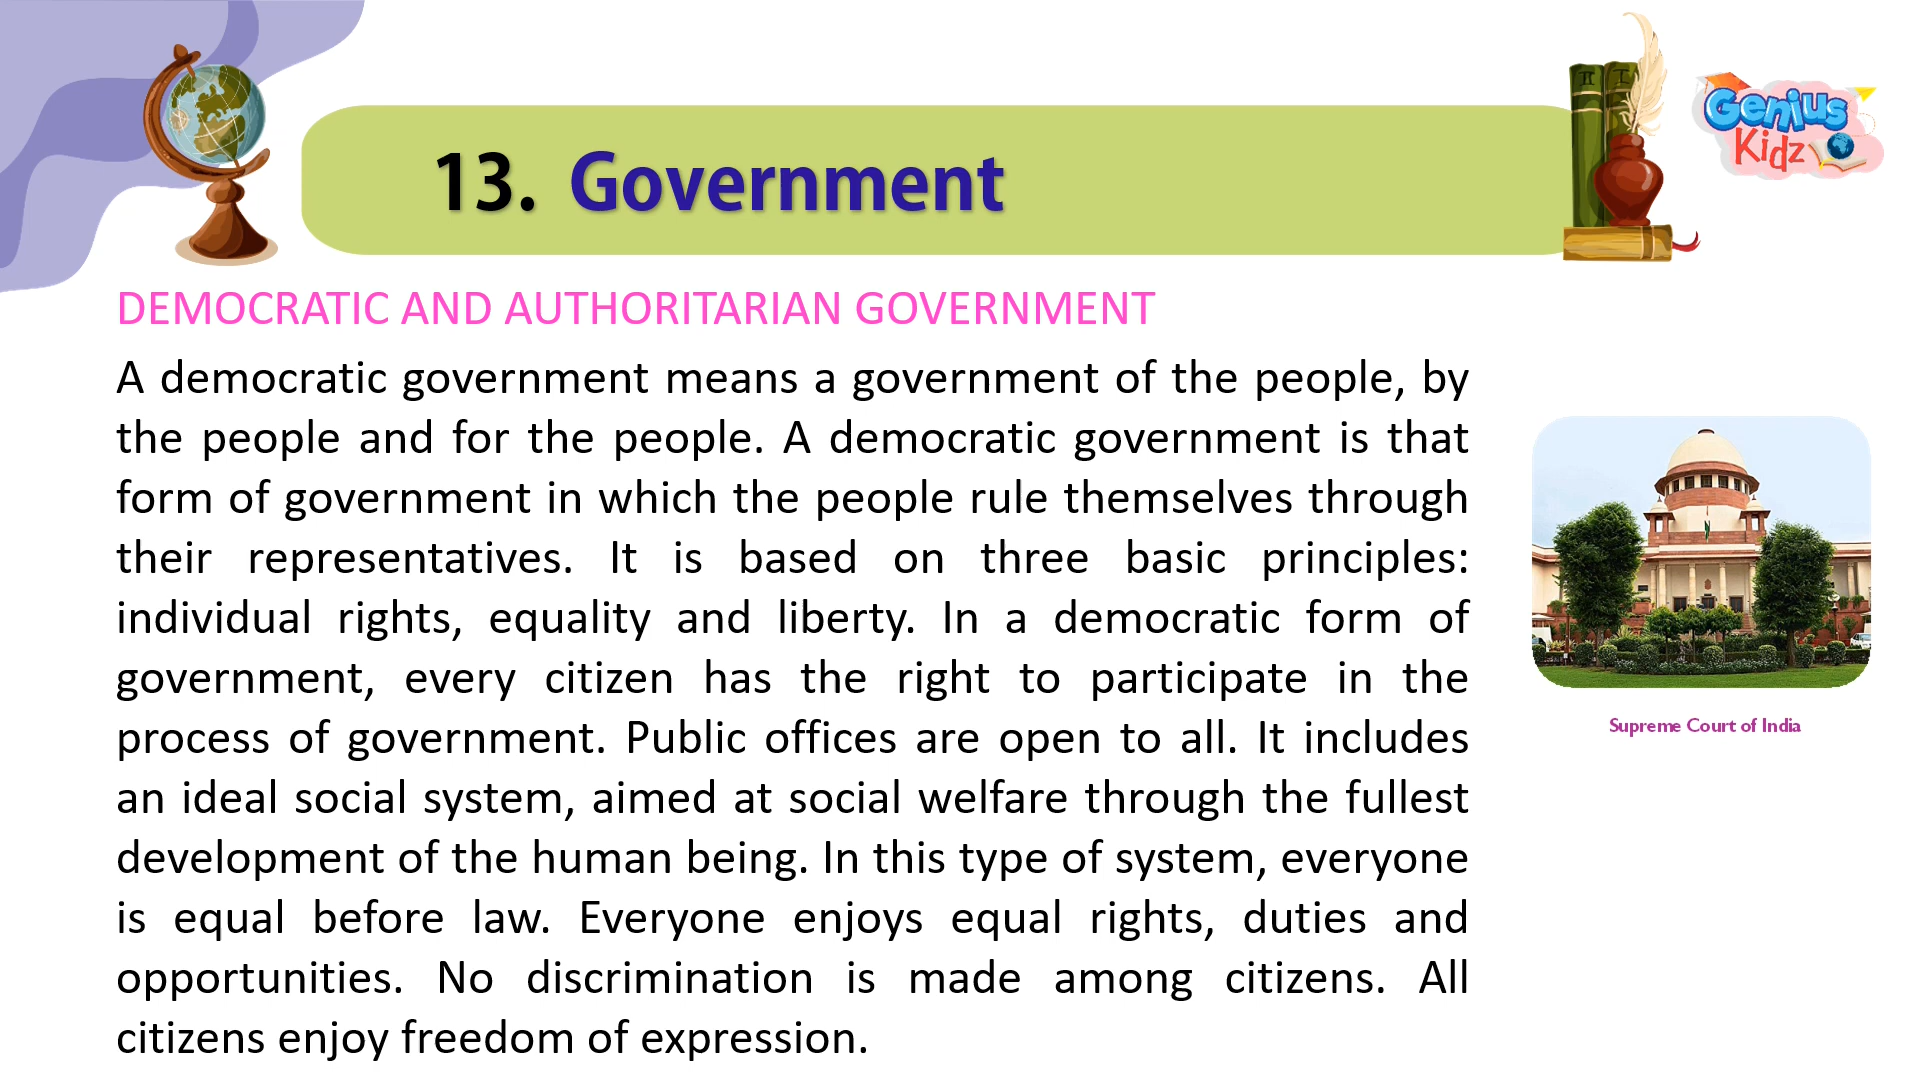 Genius
Kidz
13. Government
DEMOCRATIC AND AUTHORITARIAN GOVERNMENT
A democratic government means a government of the people, by
the people and for the people. A democratic government is that
form of government in which the people rule themselves through
their representatives. It is based on three basic principles:
individual rights, equality and liberty. In a democratic form of
government, every citizen has the right to participate in the
process of government. Public offices are open to all. It includes
an ideal social system, aimed at social welfare through the fullest
development of the human being. In this type of system, everyone
is equal before law. Everyone enjoys equal rights, duties and
opportunities. No discrimination is made among citizens. All
citizens enjoy freedom of expression.
Supreme Court of India